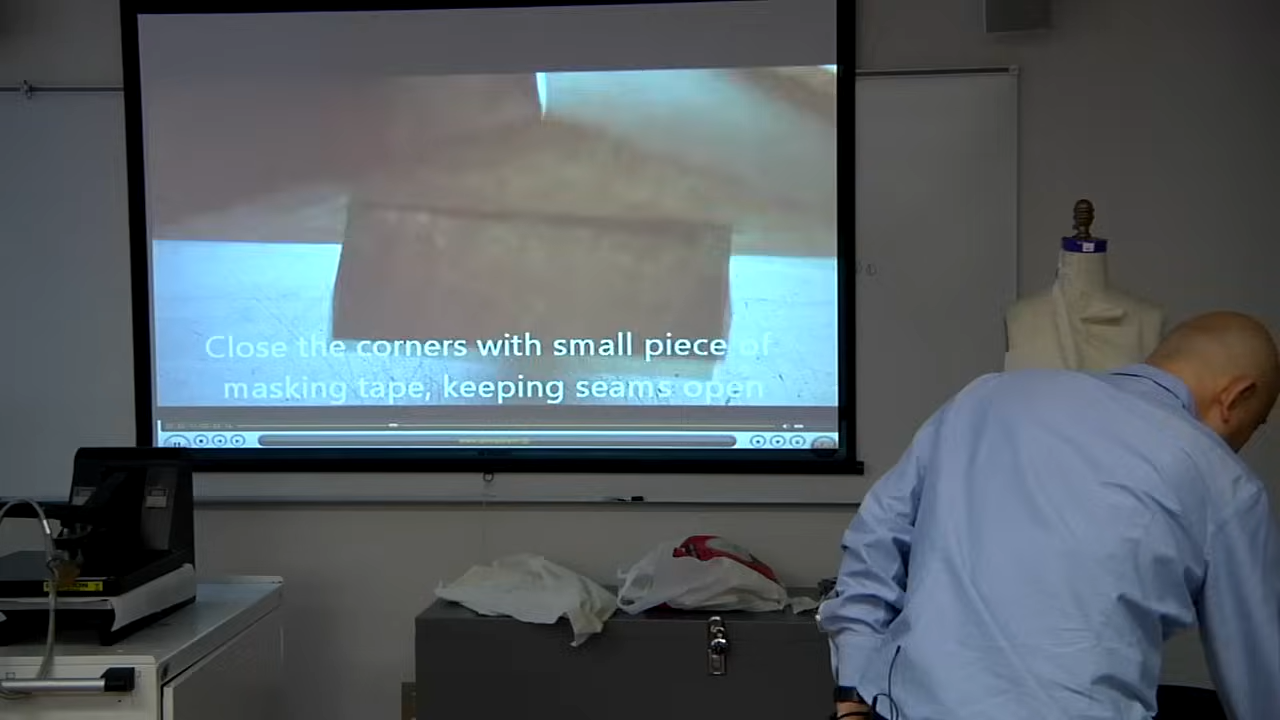 Close the corners with small piece of
masking tape, keeping seams open